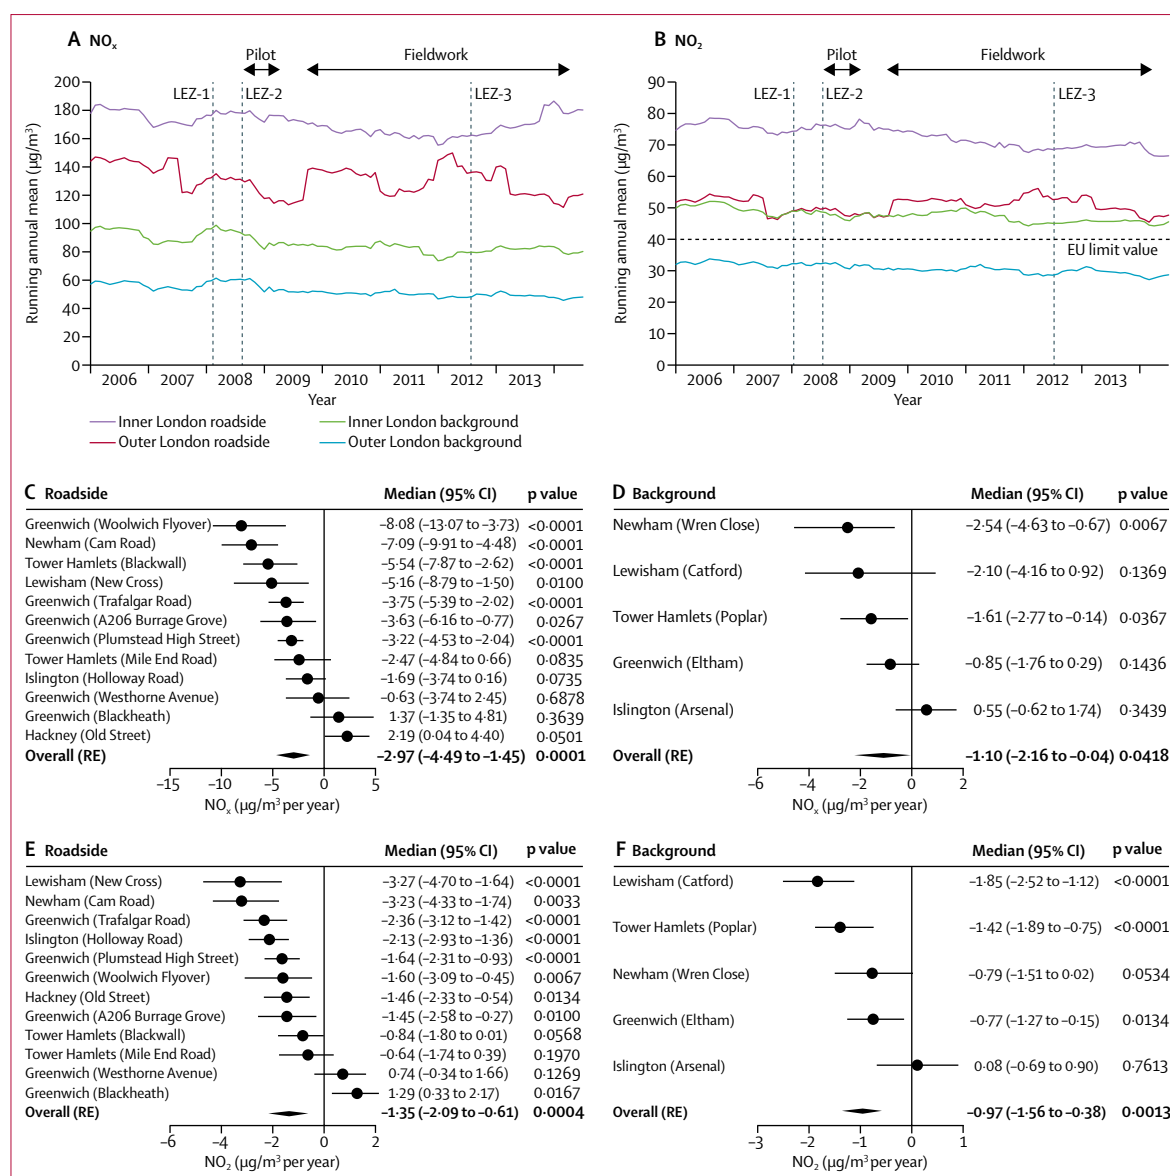 A NOx
Pilot
Fieldwork
LEZ-1
LEZ-2
LEZ-3
Running annual mean (μg/m³)
200
180
160
140
120
100
80
60
40
20
0
2006 2007 2008 2009 2010 2011 2012 2013
Year
B NO2
Pilot
Fieldwork
LEZ-1
LEZ-2
LEZ-3
Running annual mean (μg/m³)
90
80
70
60
50
40
30
20
10
0
EU limit value
2006 2007 2008 2009 2010 2011 2012 2013
Year
Inner London roadside
Inner London background
Outer London roadside
Outer London background
C Roadside Median (95% CI) p value
Greenwich (Woolwich Flyover) –8·08 (–13·07 to –3·73) <0·0001
Newham (Cam Road) –7·09 (–9·91 to –4·48) <0·0001
Tower Hamlets (Blackwall) –5·54 (–7·87 to –2·62) <0·0001
Lewisham (New Cross) –5·16 (–8·79 to –1·50) 0·0100
Greenwich (Trafalgar Road) –3·75 (–5·39 to –2·02) <0·0001
Greenwich (A206 Burrage Grove) –3·63 (–6·16 to –0·77) 0·0267
Greenwich (Plumstead High Street) –3·22 (–4·53 to –2·04) <0·0001
Tower Hamlets (Mile End Road) –2·47 (–4·84 to 0·66) 0·0835
Islington (Holloway Road) –1·69 (–3·74 to 0·16) 0·0735
Greenwich (Westhorne Avenue) –0·63 (–3·74 to 2·45) 0·6878
Greenwich (Blackheath) 1·37 (–1·35 to 4·81) 0·3639
Hackney (Old Street) 2·19 (0·04 to 4·40) 0·0501
Overall (RE) –2·97 (–4·49 to –1·45) 0·0001
–15 –10 –5 0 5
NOx (μg/m³ per year)
D Background Median (95% CI) p value
Newham (Wren Close) –2·54 (–4·63 to –0·67) 0·0067
Lewisham (Catford) –2·10 (–4·16 to 0·92) 0·1369
Tower Hamlets (Poplar) –1·61 (–2·77 to –0·14) 0·0367
Greenwich (Eltham) –0·85 (–1·76 to 0·29) 0·1436
Islington (Arsenal) 0·55 (–0·62 to 1·74) 0·3439
Overall (RE) –1·10 (–2·16 to –0·04) 0·0418
–6 –4 –2 0 2
NOx (μg/m³ per year)
E Roadside Median (95% CI) p value
Lewisham (New Cross) –3·27 (–4·70 to –1·64) <0·0001
Newham (Cam Road) –3·23 (–4·33 to –1·74) 0·0033
Greenwich (Trafalgar Road) –2·36 (–3·12 to –1·42) <0·0001
Islington (Holloway Road) –2·13 (–2·93 to –1·36) <0·0001
Greenwich (Plumstead High Street) –1·64 (–2·31 to –0·93) <0·0001
Greenwich (Woolwich Flyover) –1·60 (–3·09 to –0·45) 0·0067
Hackney (Old Street) –1·46 (–2·33 to –0·54) 0·0134
Greenwich (A206 Burrage Grove) –1·45 (–2·58 to –0·27) 0·0100
Tower Hamlets (Blackwall) –0·84 (–1·80 to 0·01) 0·0568
Tower Hamlets (Mile End Road) –0·64 (–1·74 to 0·39) 0·1970
Greenwich (Westhorne Avenue) 0·74 (–0·34 to 1·66) 0·1269
Greenwich (Blackheath) 1·29 (0·33 to 2·17) 0·0167
Overall (RE) –1·35 (–2·09 to –0·61) 0·0004
–6 –4 –2 0 2
NO2 (μg/m³ per year)
F Background Median (95% CI) p value
Lewisham (Catford) –1·85 (–2·52 to –1·12) <0·0001
Tower Hamlets (Poplar) –1·42 (–1·89 to –0·75) <0·0001
Newham (Wren Close) –0·79 (–1·51 to 0·02) 0·0534
Greenwich (Eltham) –0·77 (–1·27 to –0·15) 0·0134
Islington (Arsenal) 0·08 (–0·69 to 0·90) 0·7613
Overall (RE) –0·97 (–1·56 to –0·38) 0·0013
–3 –2 –1 0 1
NO2 (μg/m³ per year)